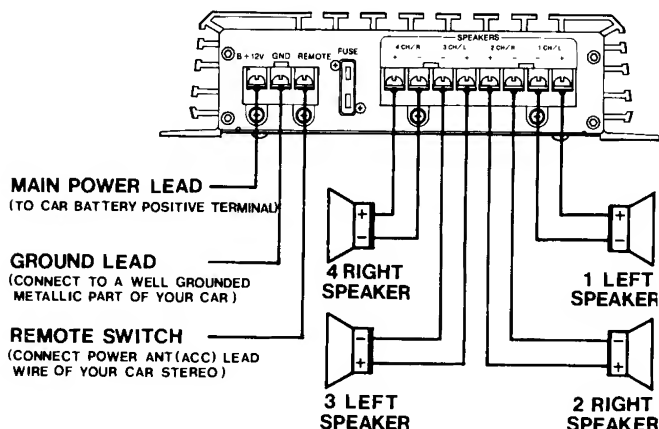 SPEAKERS
B+12V GND REMOTE FUSE
4 CH/R 3 CH/L 2 CH/R 1 CH/L
+ - - + + - - +
MAIN POWER LEAD
(TO CAR BATTERY POSITIVE TERMINAL)
GROUND LEAD
(CONNECT TO A WELL GROUNDED
METALLIC PART OF YOUR CAR)
REMOTE SWITCH
(CONNECT POWER ANT(ACC) LEAD
WIRE OF YOUR CAR STEREO)
+
-
4 RIGHT
SPEAKER
+
-
1 LEFT
SPEAKER
-
+
3 LEFT
SPEAKER
-
+
2 RIGHT
SPEAKER